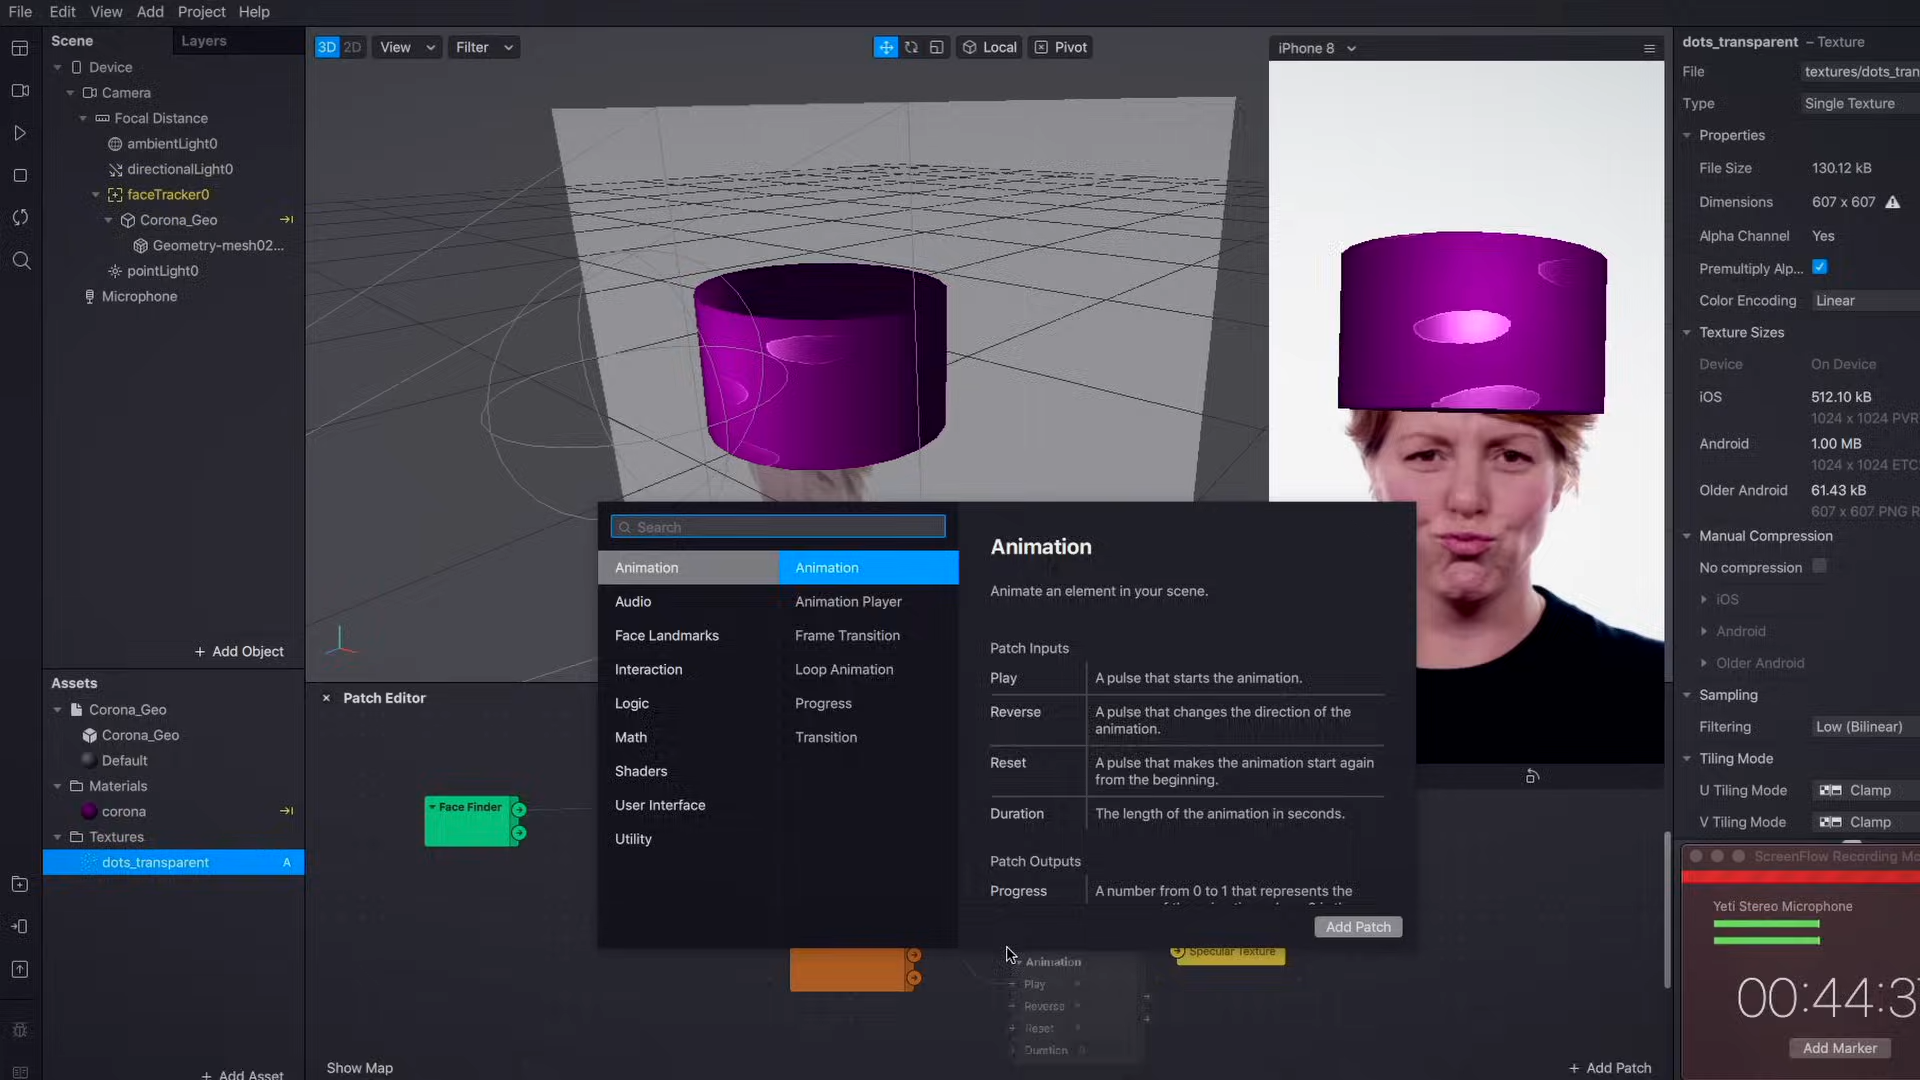 File Edit View Add Project Help
Scene Layers
Device
Camera
Focal Distance
ambientLight0
directionalLight0
faceTracker0
Corona_Geo
Geometry-mesh02...
pointLight0
Microphone
+ Add Object
Assets
Corona_Geo
Corona_Geo
Default
Materials
corona
Textures
dots_transparent A
+ Add Asset
3D 2D View Filter Local Pivot
iPhone 8
Search
Animation
Audio
Face Landmarks
Interaction
Logic
Math
Shaders
User Interface
Utility
Animation
Animation Player
Frame Transition
Loop Animation
Progress
Transition
Animation
Animate an element in your scene.
Patch Inputs
Play A pulse that starts the animation.
Reverse A pulse that changes the direction of the
animation.
Reset A pulse that makes the animation start again
from the beginning.
Duration The length of the animation in seconds.
Patch Outputs
Progress A number from 0 to 1 that represents the
Add Patch
× Patch Editor
Face Finder
Animation
Play
Reverse
Reset
Duration 0
Specular Texture
Show Map
+ Add Patch
dots_transparent – Texture
File textures/dots_tran
Type Single Texture
Properties
File Size 130.12 kB
Dimensions 607 x 607
Alpha Channel Yes
Premultiply Alp...
Color Encoding Linear
Texture Sizes
Device On Device
iOS 512.10 kB
1024 x 1024 PVR
Android 1.00 MB
1024 x 1024 ETC
Older Android 61.43 kB
607 x 607 PNG R
Manual Compression
No compression
iOS
Android
Older Android
Sampling
Filtering Low (Bilinear)
Tiling Mode
U Tiling Mode Clamp
V Tiling Mode Clamp
ScreenFlow Recording Mo
Yeti Stereo Microphone
00:44:3
Add Marker